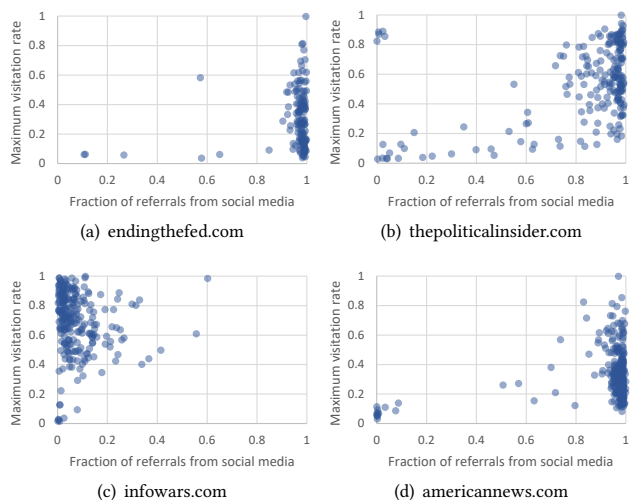 Maximum visitation rate
1
0.8
0.6
0.4
0.2
0
0 0.2 0.4 0.6 0.8 1
Fraction of referrals from social media
(a) endingthefed.com
Maximum visitation rate
1
0.8
0.6
0.4
0.2
0
0 0.2 0.4 0.6 0.8 1
Fraction of referrals from social media
(b) thepoliticalinsider.com
Maximum visitation rate
1
0.8
0.6
0.4
0.2
0
0 0.2 0.4 0.6 0.8 1
Fraction of referrals from social media
(c) infowars.com
Maximum visitation rate
1
0.8
0.6
0.4
0.2
0
0 0.2 0.4 0.6 0.8 1
Fraction of referrals from social media
(d) americannews.com